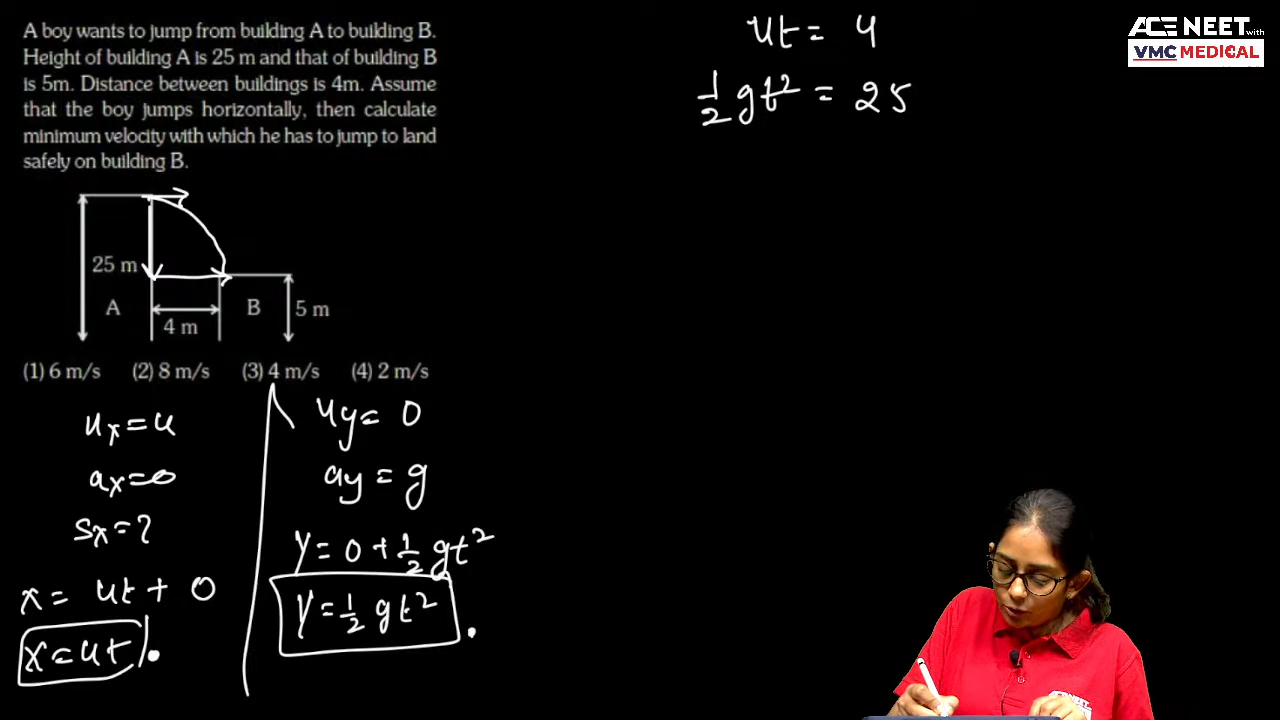 A boy wants to jump from building A to building B.
Height of building A is 25 m and that of building B
is 5m. Distance between buildings is 4m. Assume
that the boy jumps horizontally, then calculate
minimum velocity with which he has to jump to land
safely on building B.
25 m
A
B
5 m
4 m
(1) 6 m/s (2) 8 m/s (3) 4 m/s (4) 2 m/s
ux = u
ax = 0
Sx = ?
x = ut + 0
x = ut
uy = 0
ay = g
y = 0 + 1/2 gt²
y = 1/2 gt²
ut = 4
1/2 gt² = 25
ACE NEET with
VMC MEDICAL